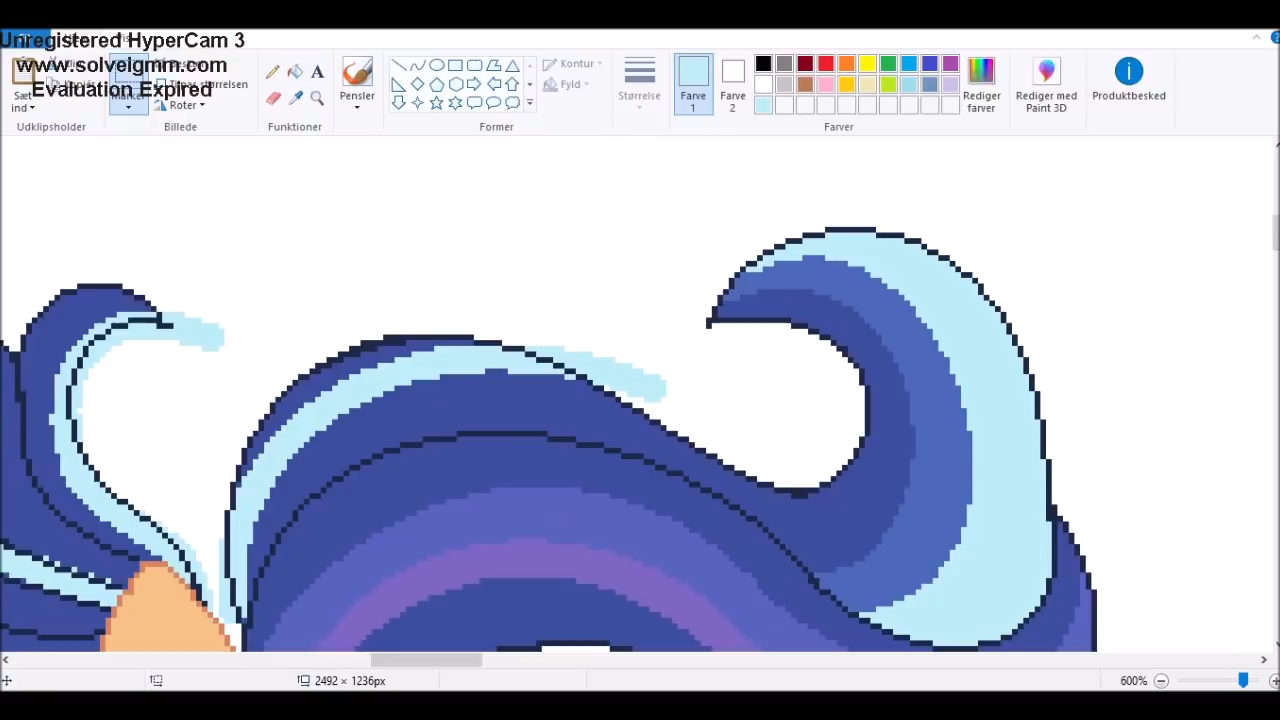 Unregistered HyperCam 3
www.solveigmm.com
Evaluation Expired
Sæt
ind
Roter
Pensler
Kontur
Fyld
Størrelse
Farve
1
Farve
2
Rediger
farver
Rediger med
Paint 3D
Produktbesked
Udklipsholder
Billede
Funktioner
Former
Farver
2492 × 1236px
600%